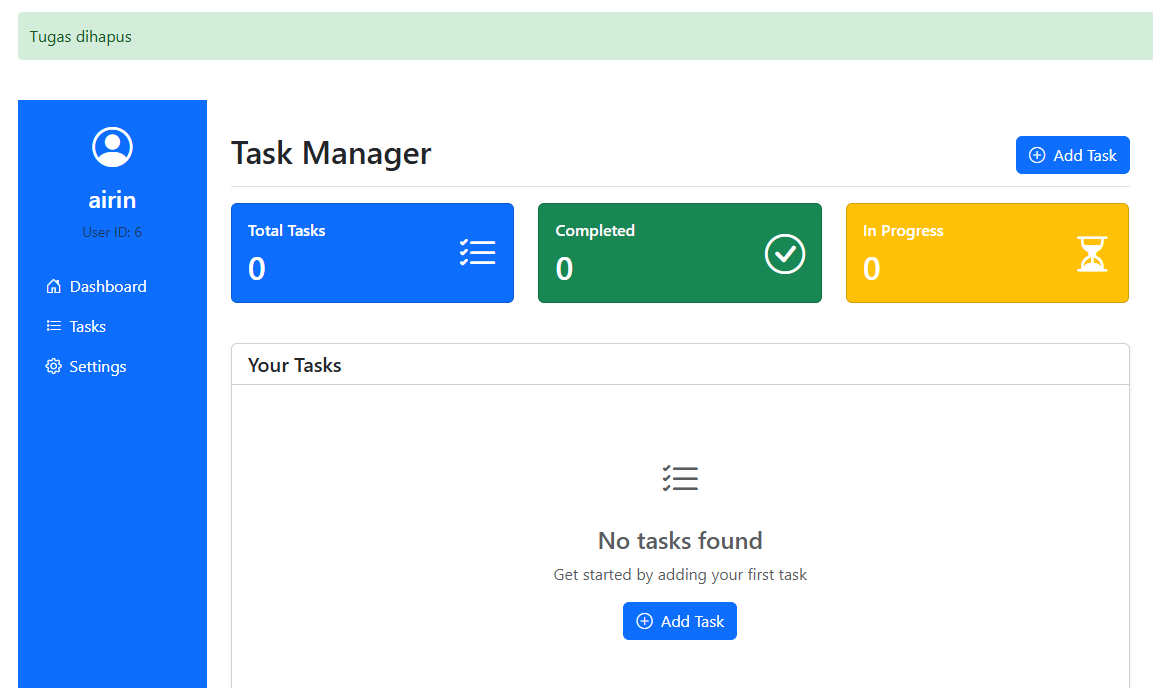 Tugas dihapus
airin
User ID: 6
Dashboard
Tasks
Settings
Task Manager
Add Task
Total Tasks
0
Completed
0
In Progress
0
Your Tasks
No tasks found
Get started by adding your first task
Add Task